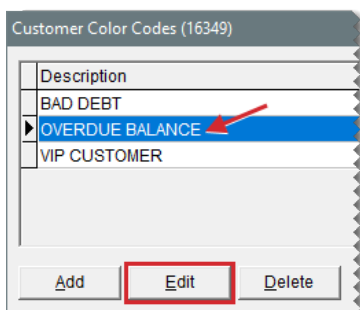 Customer Color Codes (16349)
Description
BAD DEBT
OVERDUE BALANCE
VIP CUSTOMER
Add Edit Delete